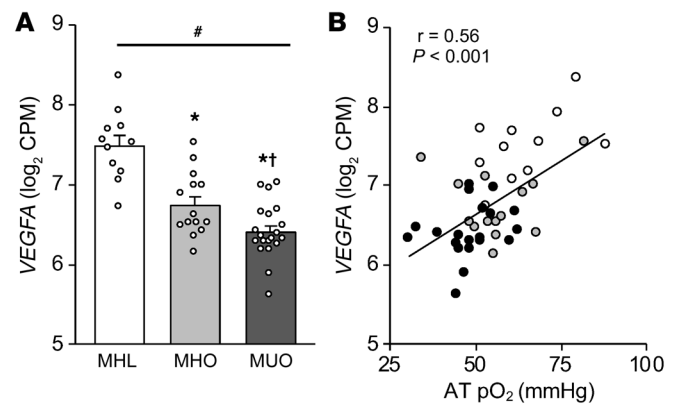 A
VEGFA (log2 CPM)
9
8
7
6
5
#
*
*†
MHL
MHO
MUO
B
VEGFA (log2 CPM)
9
8
7
6
5
r = 0.56
P < 0.001
25
50
75
100
AT pO2 (mmHg)